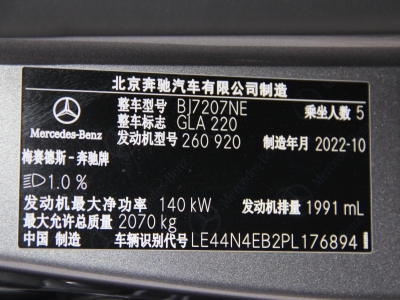 北京奔驰汽车有限公司制造
整车型号 BJ7207NE 乘坐人数 5
整车标志 GLA 220
Mercedes-Benz 发动机型号 260 920 制造年月 2022-10
梅赛德斯-奔驰牌
1.0 %
发动机最大净功率 140 kW 发动机排量 1991 mL
最大允许总质量 2070 kg
中国 制造 车辆识别代号 LE44N4EB2PL176894